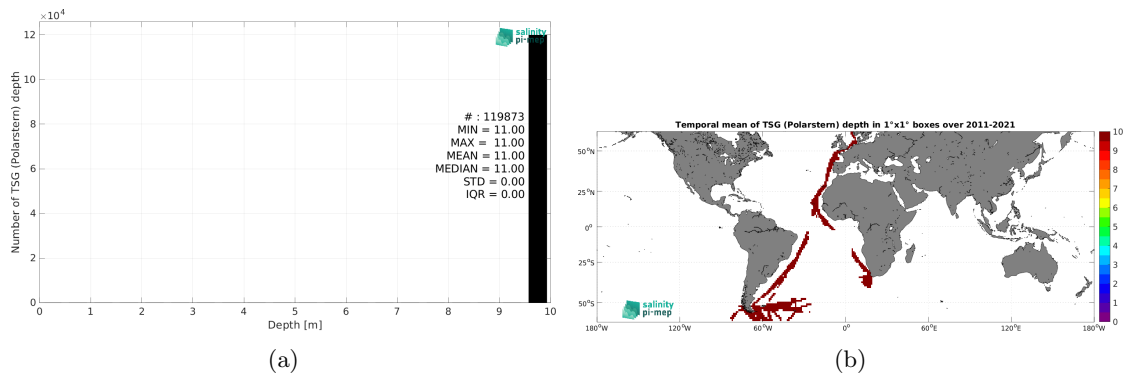 ×10⁴
12
10
8
6
4
2
0
Number of TSG (Polarstern) depth
salinity
pi-mep
# : 119873
MIN = 11.00
MAX = 11.00
MEAN = 11.00
MEDIAN = 11.00
STD = 0.00
IQR = 0.00
0 1 2 3 4 5 6 7 8 9 10
Depth [m]
(a)
Temporal mean of TSG (Polarstern) depth in 1°x1° boxes over 2011-2021
50°N
25°N
0°
25°S
50°S
salinity
pi-mep
180°W 120°W 60°W 0° 60°E 120°E 180°W
10
9
8
7
6
5
4
3
2
1
0
(b)